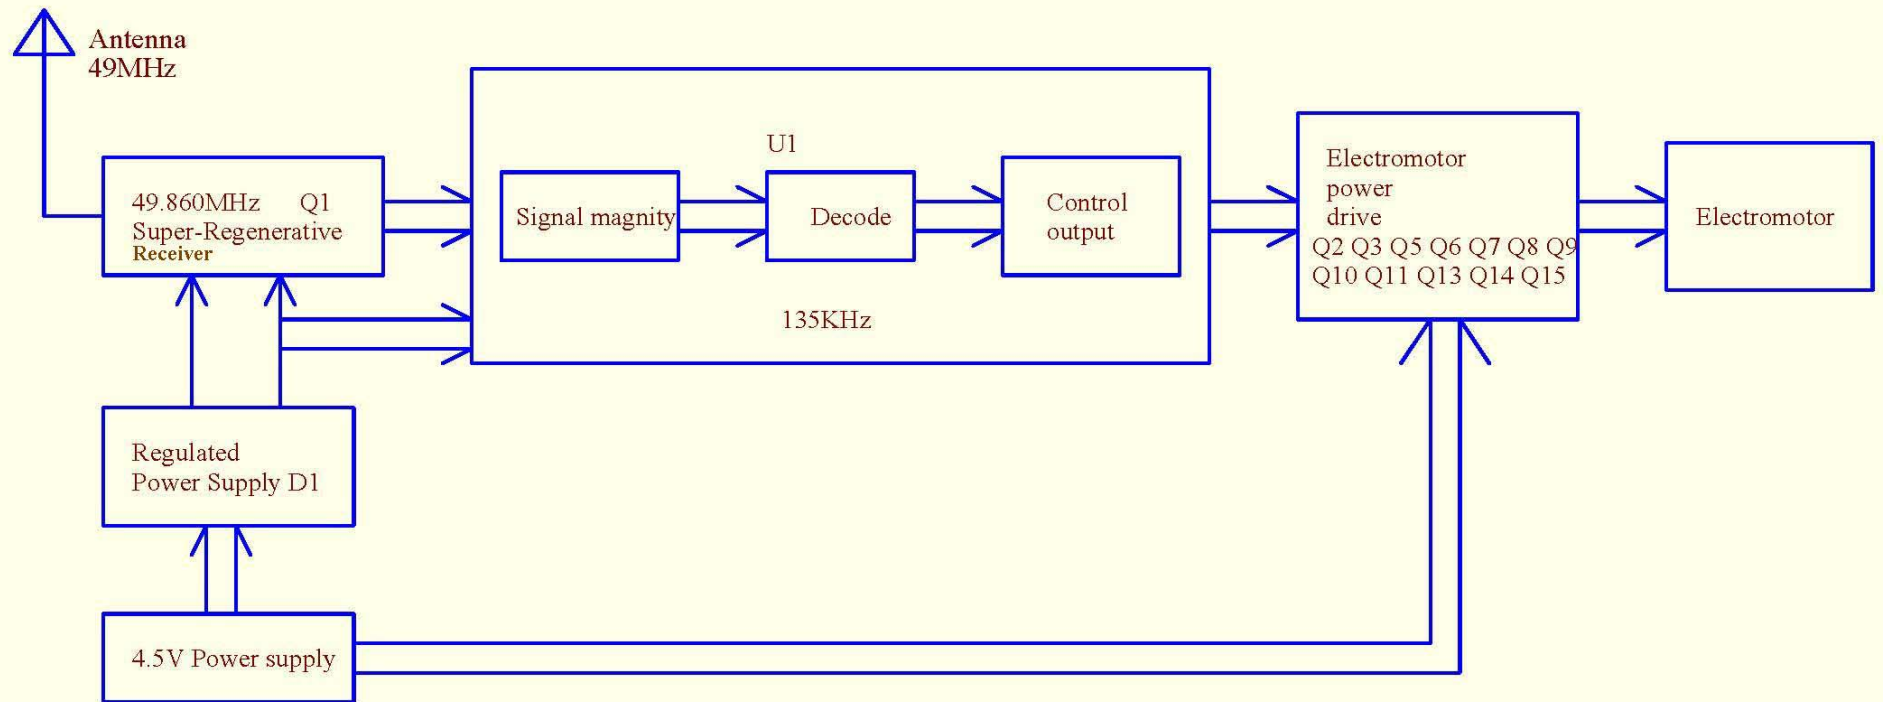 Antenna
49MHz
49.860MHz Q1
Super-Regenerative
Receiver
U1
Signal magnity
Decode
Control
output
135KHz
Electromotor
power
drive
Q2 Q3 Q5 Q6 Q7 Q8 Q9
Q10 Q11 Q13 Q14 Q15
Electromotor
Regulated
Power Supply D1
4.5V Power supply